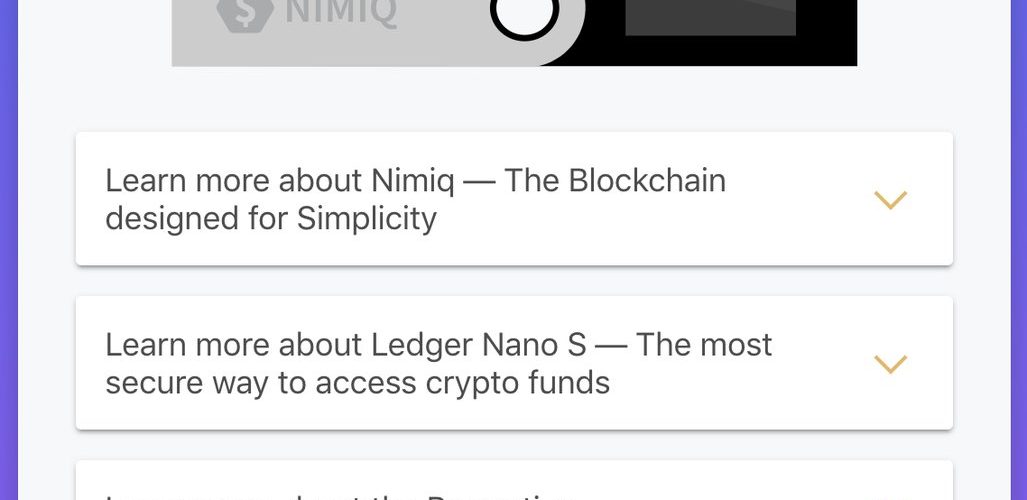 NIMIQ
Learn more about Nimiq — The Blockchain
designed for Simplicity
Learn more about Ledger Nano S — The most
secure way to access crypto funds